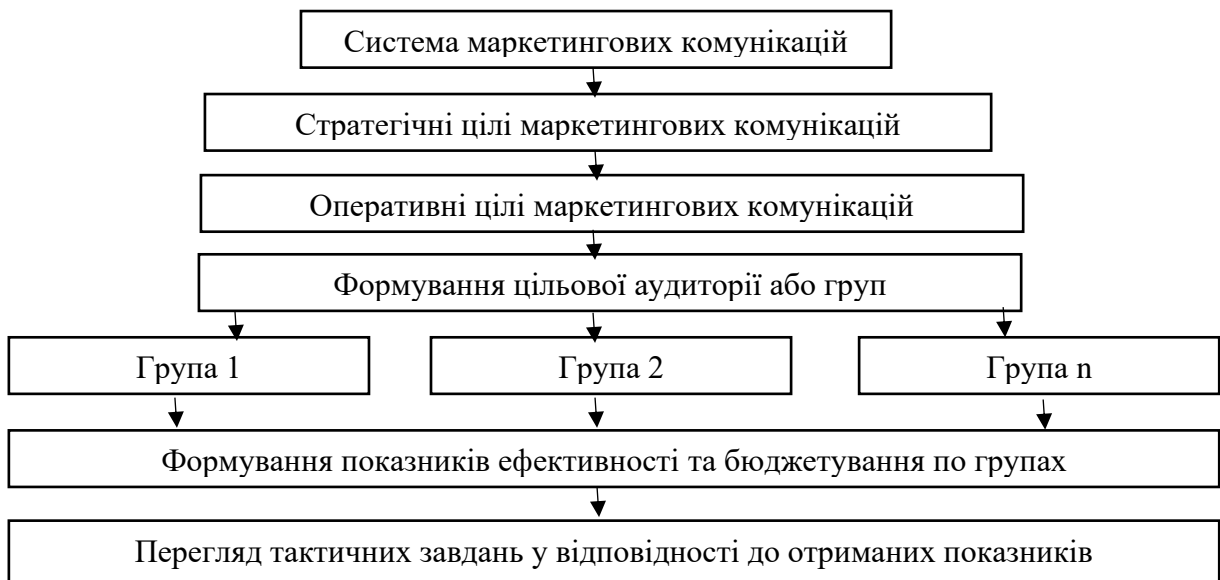 Система маркетингових комунікацій
Стратегічні цілі маркетингових комунікацій
Оперативні цілі маркетингових комунікацій
Формування цільової аудиторії або груп
Група 1
Група 2
Група n
Формування показників ефективності та бюджетування по групах
Перегляд тактичних завдань у відповідності до отриманих показників